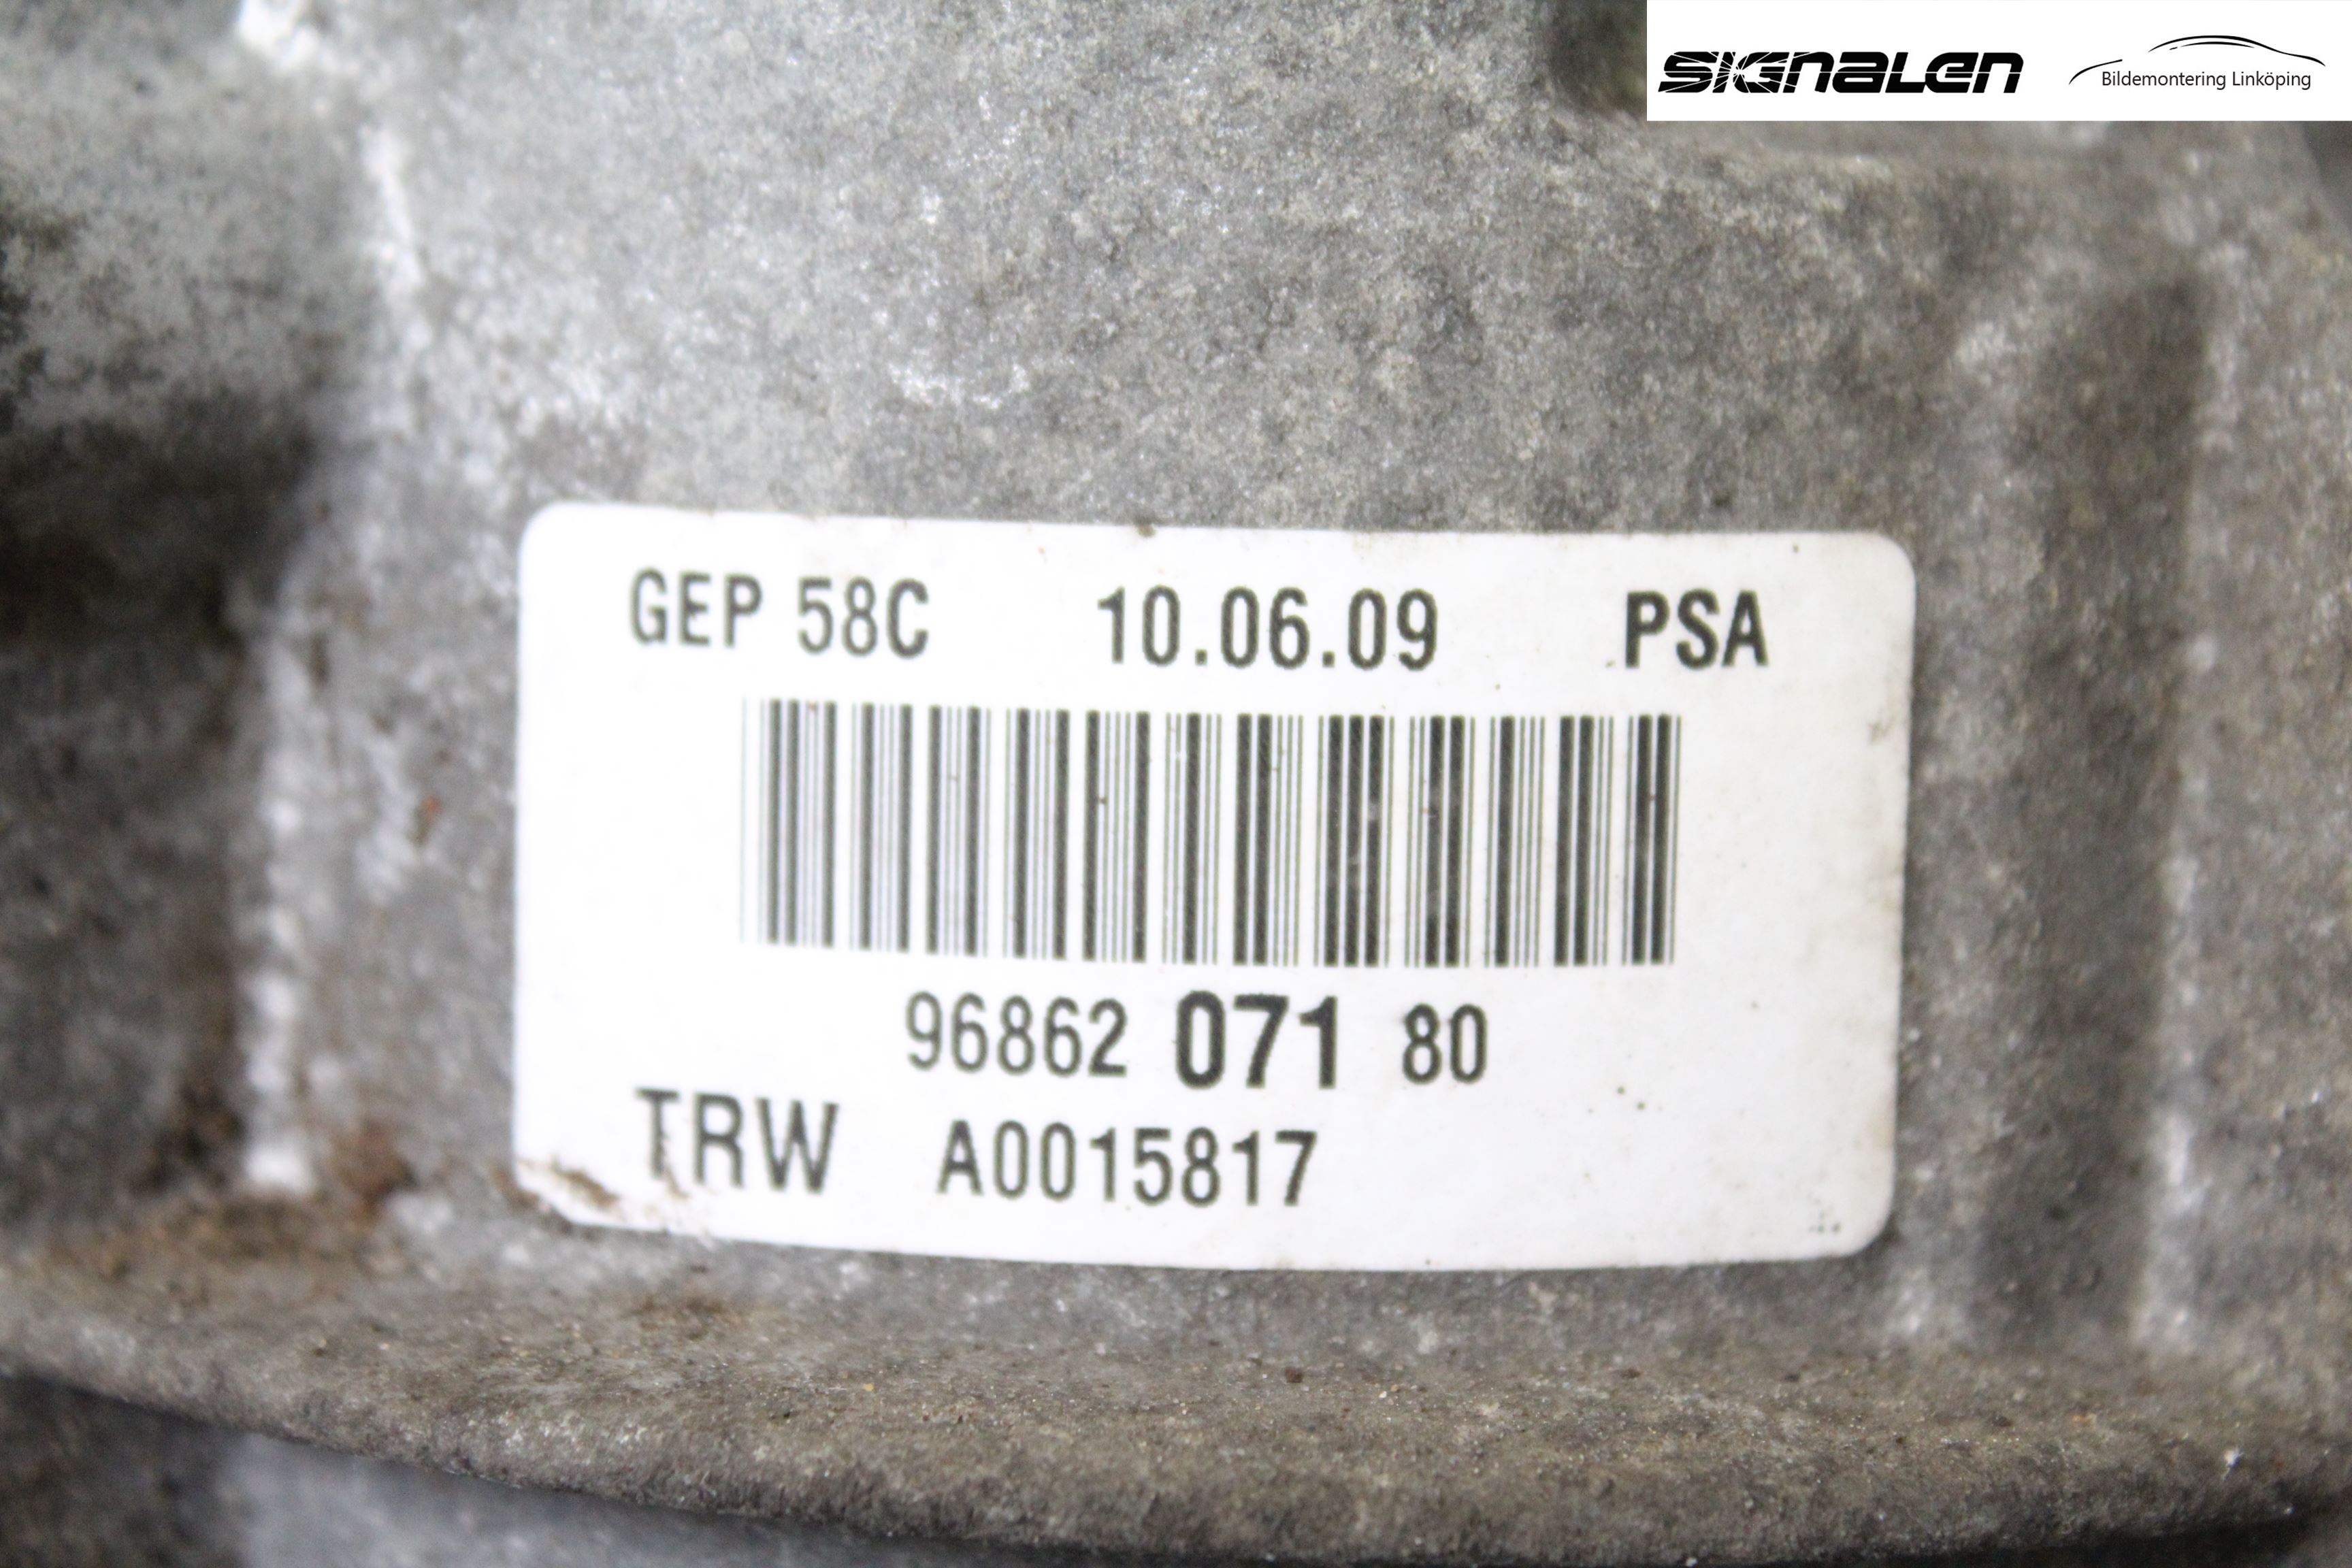 SIGNALEN Bildemontering Linköping
GEP 58C 10.06.09 PSA
96862 071 80
TRW A0015817